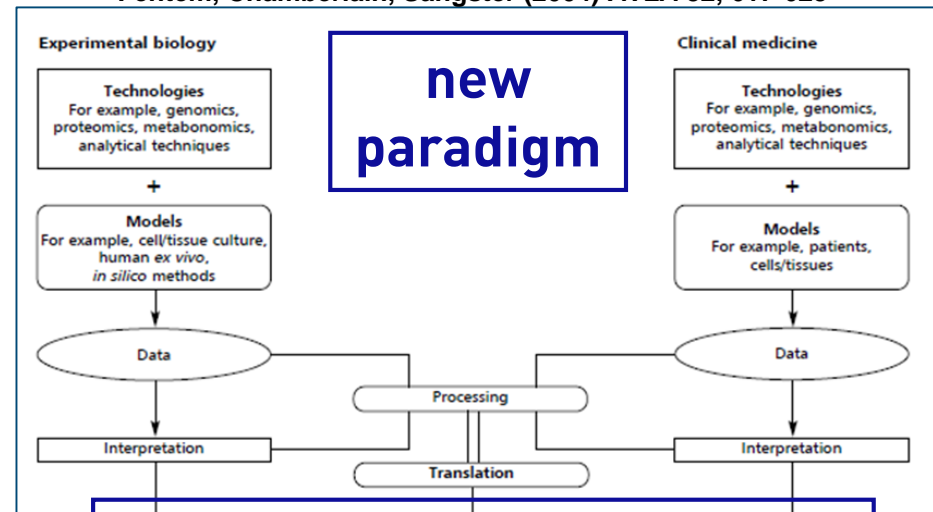 Experimental biology
Clinical medicine
new
paradigm
Technologies
For example, genomics,
proteomics, metabonomics,
analytical techniques
+
Models
For example, cell/tissue culture,
human ex vivo,
in silico methods
Data
Interpretation
Technologies
For example, genomics,
proteomics, metabonomics,
analytical techniques
+
Models
For example, patients,
cells/tissues
Data
Interpretation
Processing
Translation